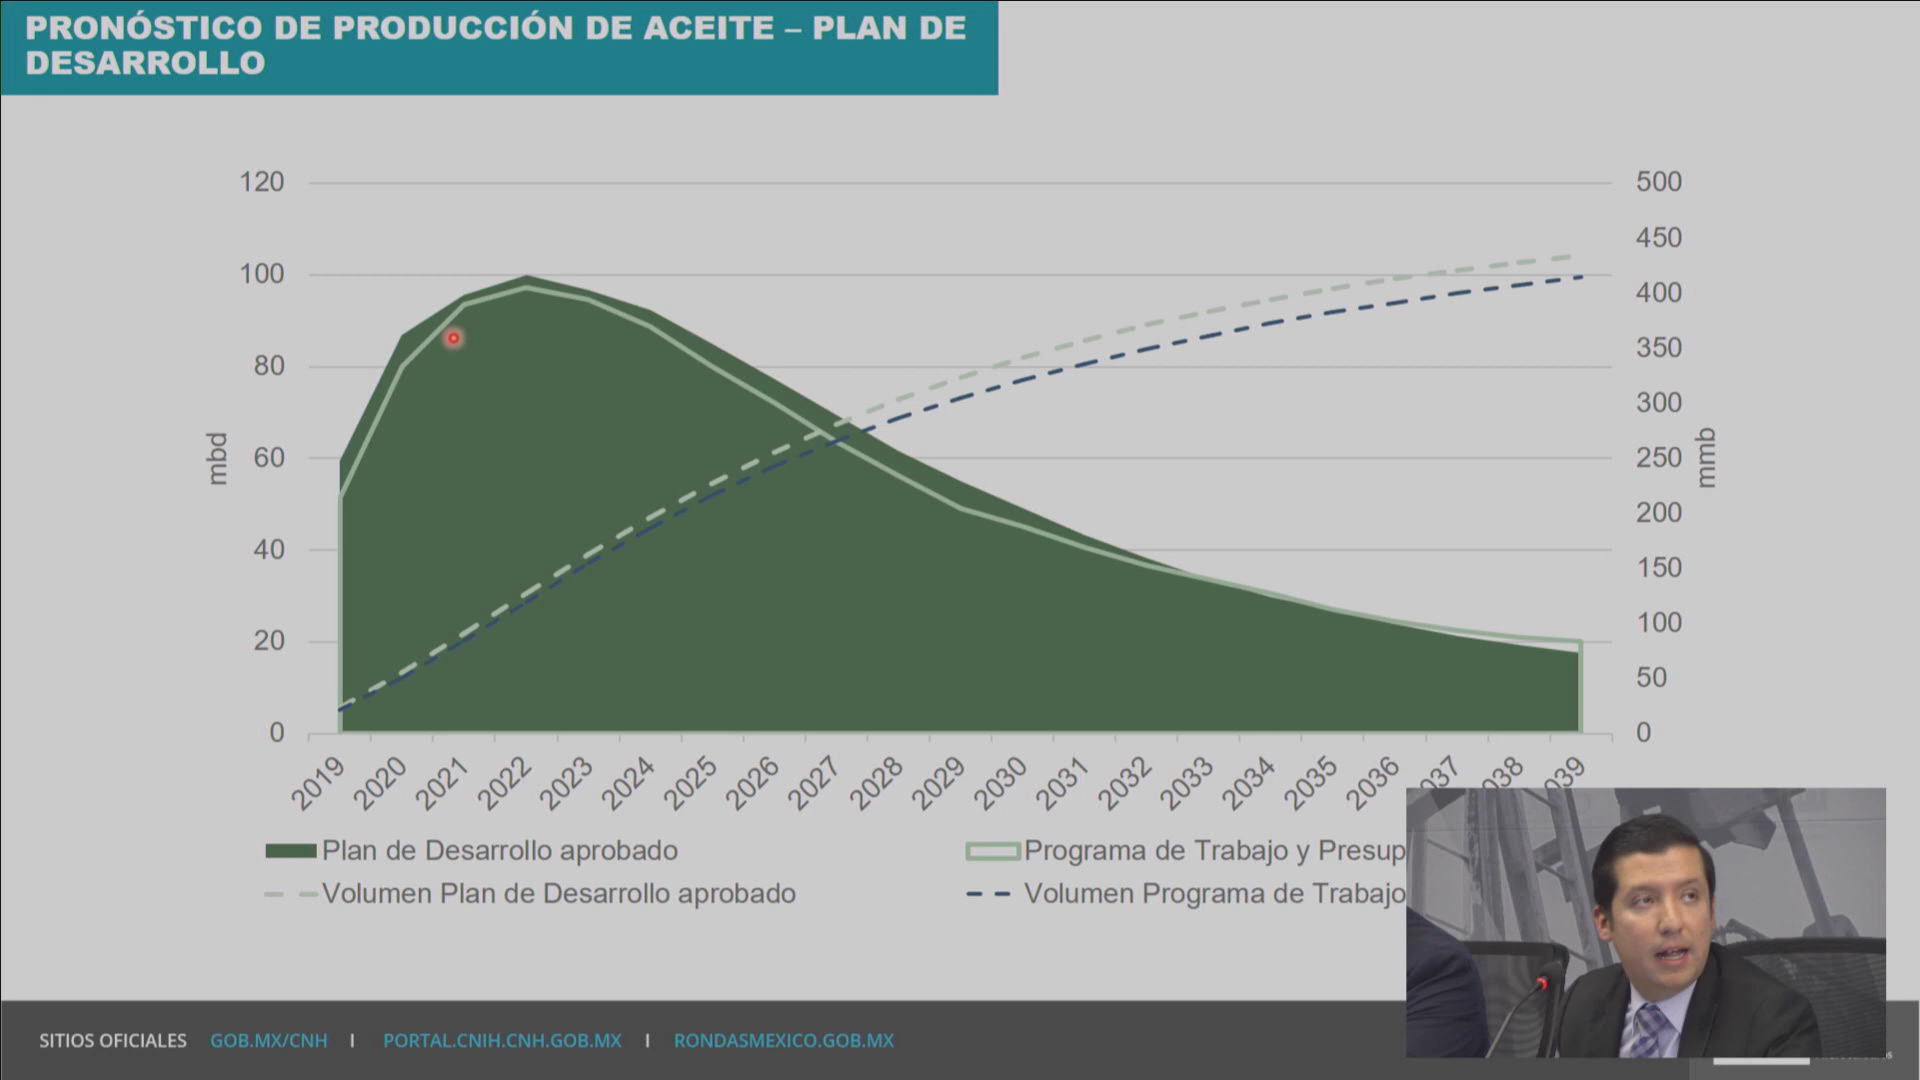 PRONÓSTICO DE PRODUCCIÓN DE ACEITE – PLAN DE
DESARROLLO
120
100
80
60
40
20
0
mbd
500
450
400
350
300
250
200
150
100
50
0
mmb
2019 2020 2021 2022 2023 2024 2025 2026 2027 2028 2029 2030 2031 2032 2033 2034 2035 2036 2037 2038 2039
Plan de Desarrollo aprobado
Programa de Trabajo y Presup
Volumen Plan de Desarrollo aprobado
Volumen Programa de Trabajo
SITIOS OFICIALES GOB.MX/CNH I PORTAL.CNIH.CNH.GOB.MX I RONDASMEXICO.GOB.MX